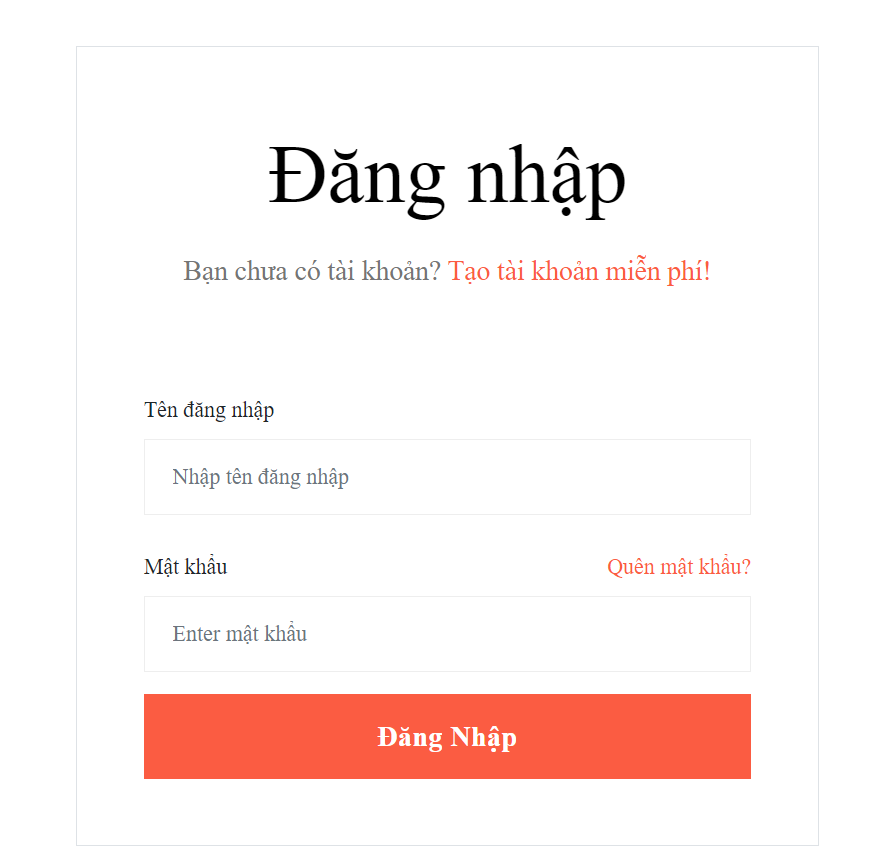 Đăng nhập
Bạn chưa có tài khoản? Tạo tài khoản miễn phí!
Tên đăng nhập
Nhập tên đăng nhập
Mật khẩu Quên mật khẩu?
Enter mật khẩu
Đăng Nhập